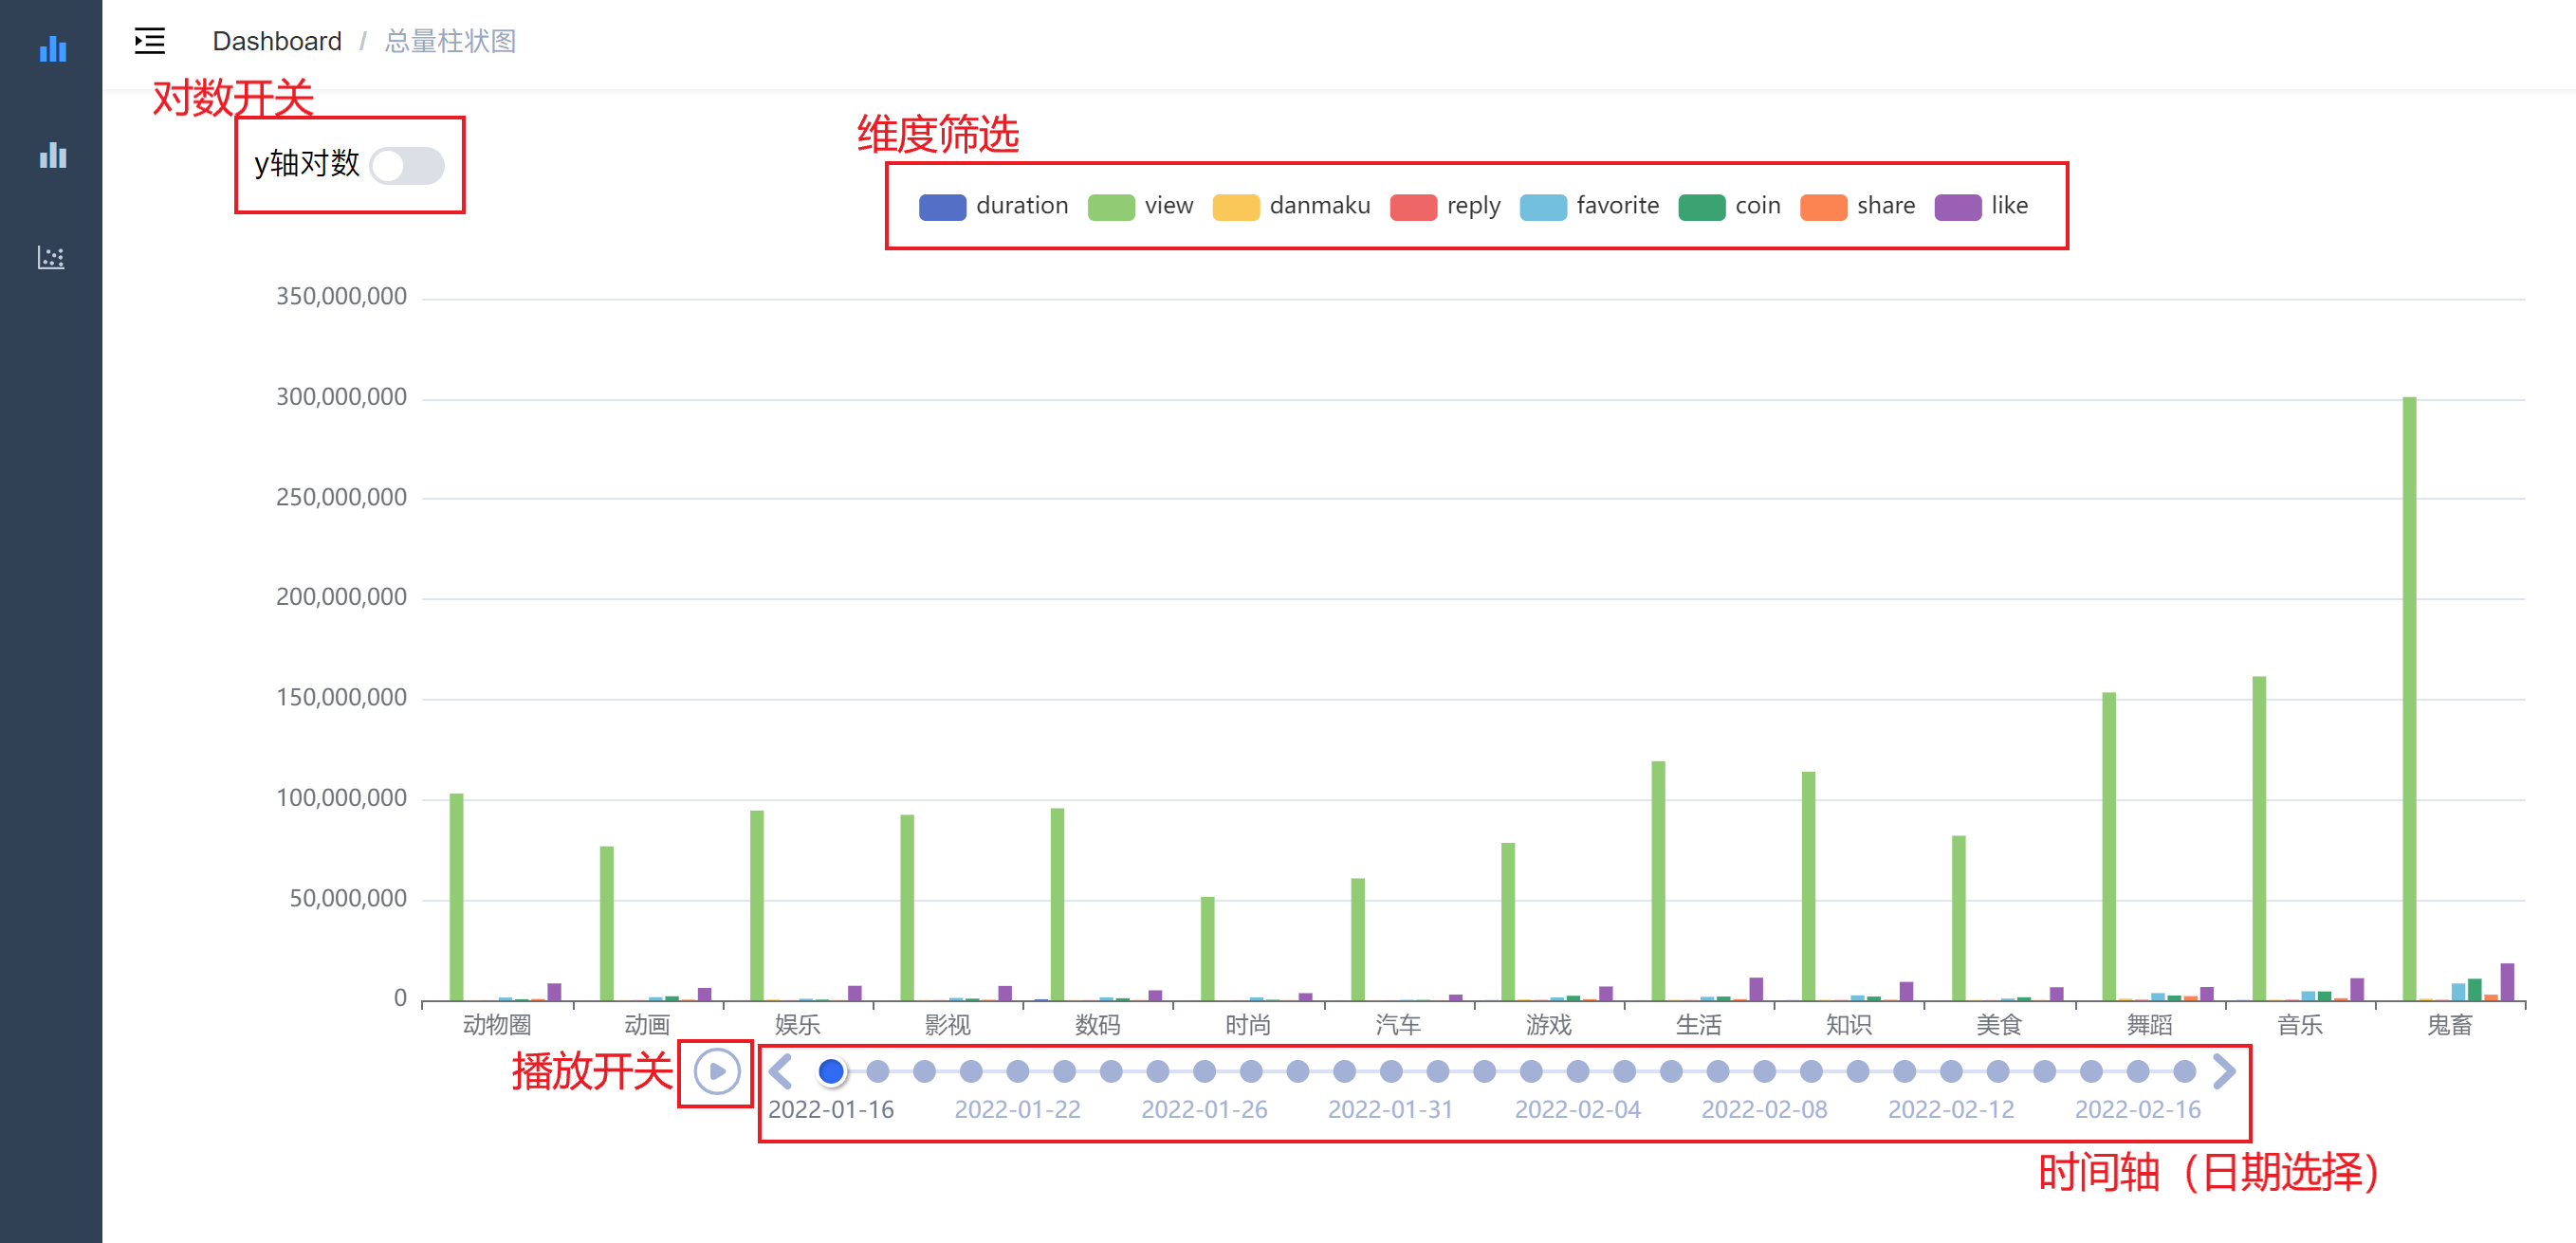 Dashboard / 总量柱状图
对数开关
y轴对数
维度筛选
duration view danmaku reply favorite coin share like
350,000,000
300,000,000
250,000,000
200,000,000
150,000,000
100,000,000
50,000,000
0
动物圈 动画 娱乐 影视 数码 时尚 汽车 游戏 生活 知识 美食 舞蹈 音乐 鬼畜
播放开关
2022-01-16 2022-01-22 2022-01-26 2022-01-31 2022-02-04 2022-02-08 2022-02-12 2022-02-16
时间轴（日期选择）